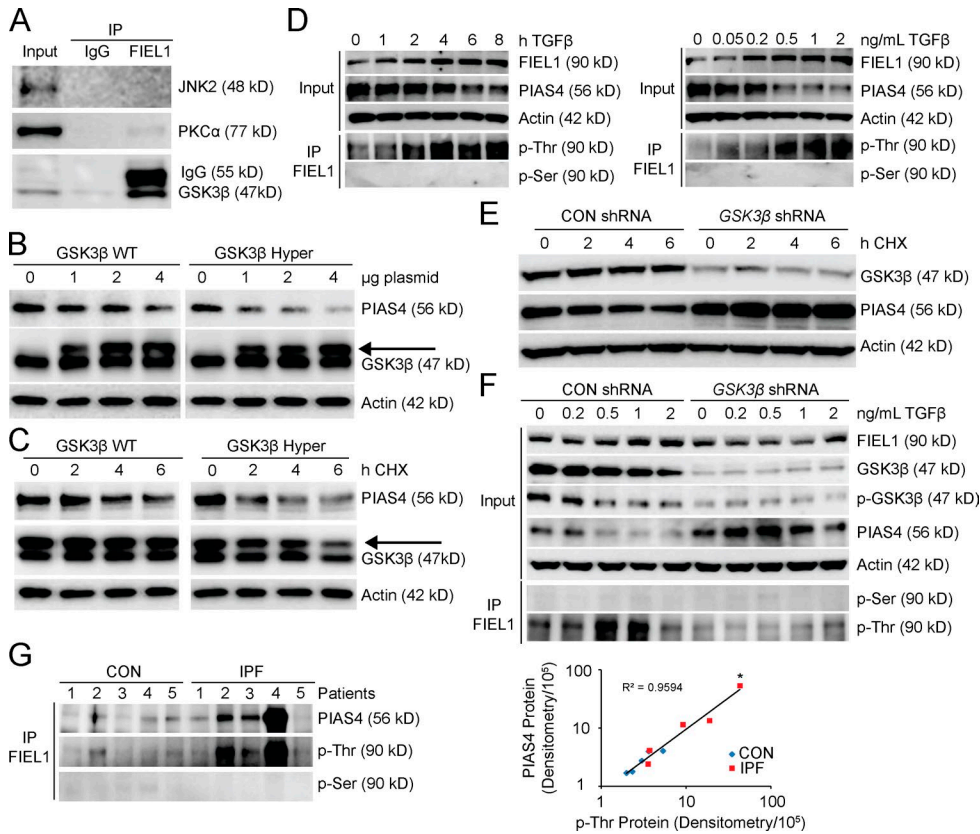 A
IP
Input IgG FIEL1
JNK2 (48 kD)
PKCα (77 kD)
IgG (55 kD)
GSK3β (47kD)
B
GSK3β WT GSK3β Hyper
0 1 2 4 0 1 2 4 μg plasmid
PIAS4 (56 kD)
GSK3β (47 kD)
Actin (42 kD)
C
GSK3β WT GSK3β Hyper
0 2 4 6 0 2 4 6 h CHX
PIAS4 (56 kD)
GSK3β (47kD)
Actin (42 kD)
D
0 1 2 4 6 8 h TGFβ
Input
FIEL1 (90 kD)
PIAS4 (56 kD)
Actin (42 kD)
IP
FIEL1
p-Thr (90 kD)
p-Ser (90 kD)
0 0.05 0.2 0.5 1 2 ng/mL TGFβ
Input
FIEL1 (90 kD)
PIAS4 (56 kD)
Actin (42 kD)
IP
FIEL1
p-Thr (90 kD)
p-Ser (90 kD)
E
CON shRNA GSK3β shRNA
0 2 4 6 0 2 4 6 h CHX
GSK3β (47 kD)
PIAS4 (56 kD)
Actin (42 kD)
F
CON shRNA GSK3β shRNA
0 0.2 0.5 1 2 0 0.2 0.5 1 2 ng/mL TGFβ
Input
FIEL1 (90 kD)
GSK3β (47 kD)
p-GSK3β (47 kD)
PIAS4 (56 kD)
Actin (42 kD)
IP
FIEL1
p-Ser (90 kD)
p-Thr (90 kD)
G
CON IPF
1 2 3 4 5 1 2 3 4 5 Patients
IP
FIEL1
PIAS4 (56 kD)
p-Thr (90 kD)
p-Ser (90 kD)
PIAS4 Protein
(Densitometry/10⁵)
100
10
1
R² = 0.9594
*
CON
IPF
1 10 100
p-Thr Protein (Densitometry/10⁵)